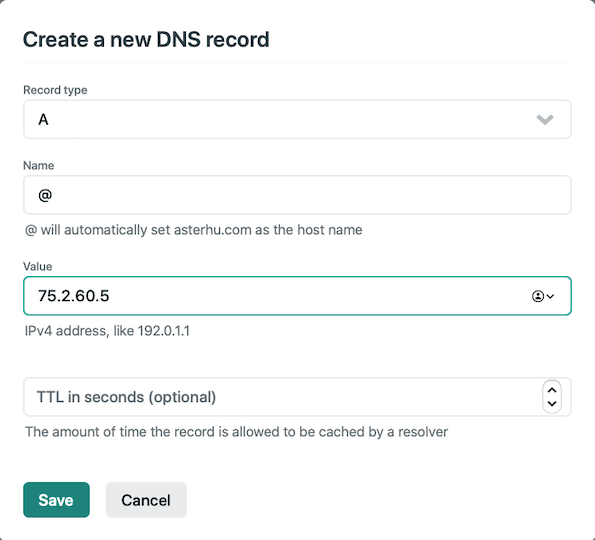 Create a new DNS record
Record type
A
Name
@
@ will automatically set asterhu.com as the host name
Value
75.2.60.5
IPv4 address, like 192.0.1.1
TTL in seconds (optional)
The amount of time the record is allowed to be cached by a resolver
Save Cancel